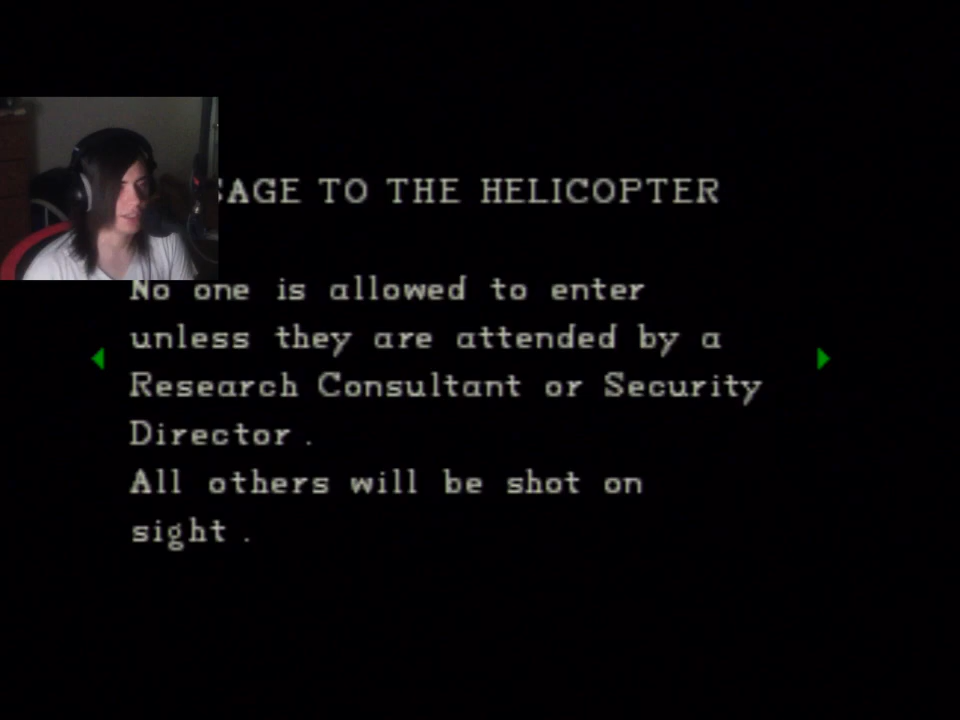 SAGE TO THE HELICOPTER
No one is allowed to enter
unless they are attended by a
Research Consultant or Security
Director .
All others will be shot on
sight .